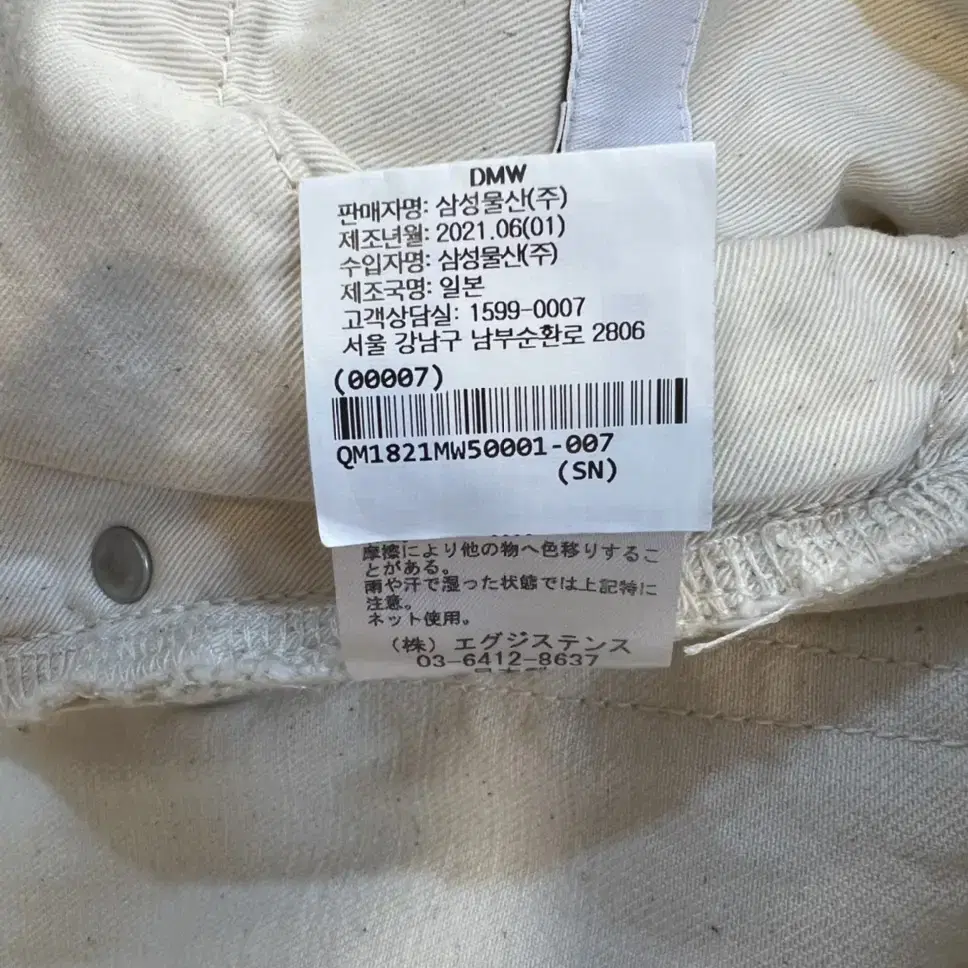 DMW
판매자명: 삼성물산(주)
제조년월: 2021.06(01)
수입자명: 삼성물산(주)
제조국명: 일본
고객상담실: 1599-0007
서울 강남구 남부순환로 2806
(00007)
QM1821MW50001-007
(SN)
摩擦により他の物へ色移りするこ
とがある。
雨や汗で湿った状態では上記特に
注意。
ネット使用。
(株) エグジステンス
03-6412-8637